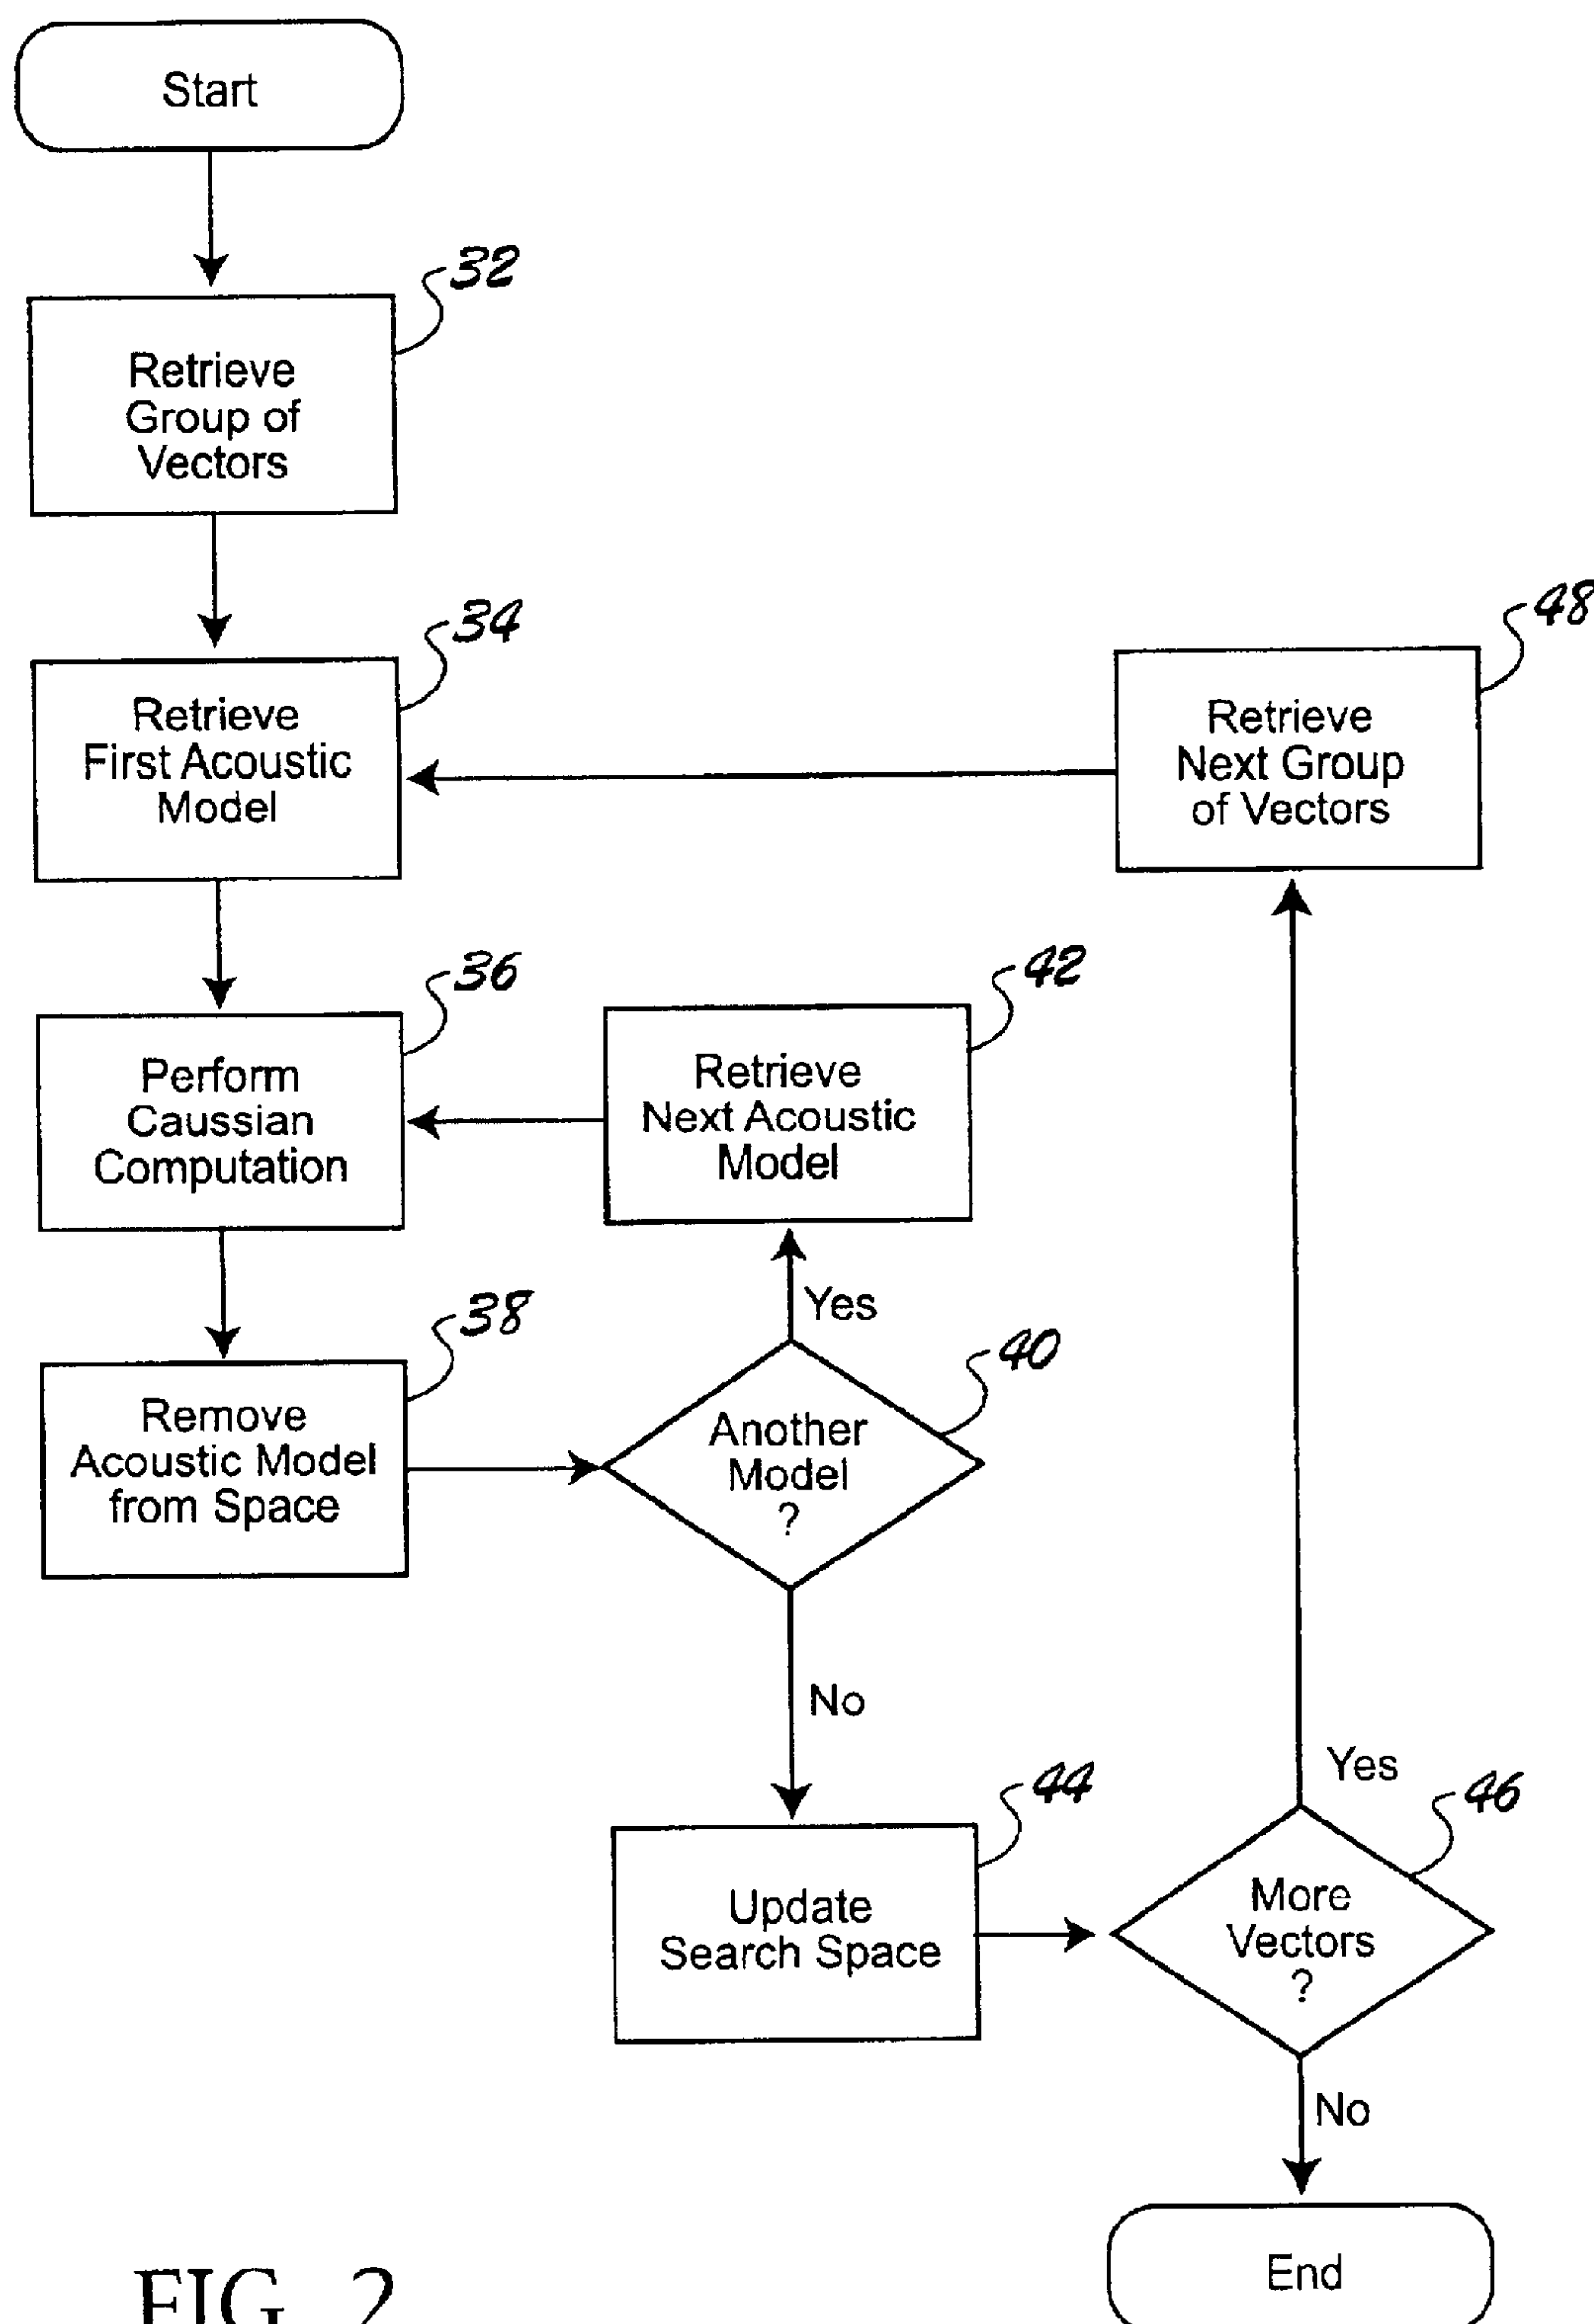 Start
32
Retrieve
Group of
Vectors
34
Retrieve
First Acoustic
Model
48
Retrieve
Next Group
of Vectors
36
Perform
Caussian
Computation
42
Retrieve
Next Acoustic
Model
Yes
38
Remove
Acoustic Model
from Space
40
Another
Model
?
No
44
Update
Search Space
Yes
46
More
Vectors
?
No
End
FIG. 2